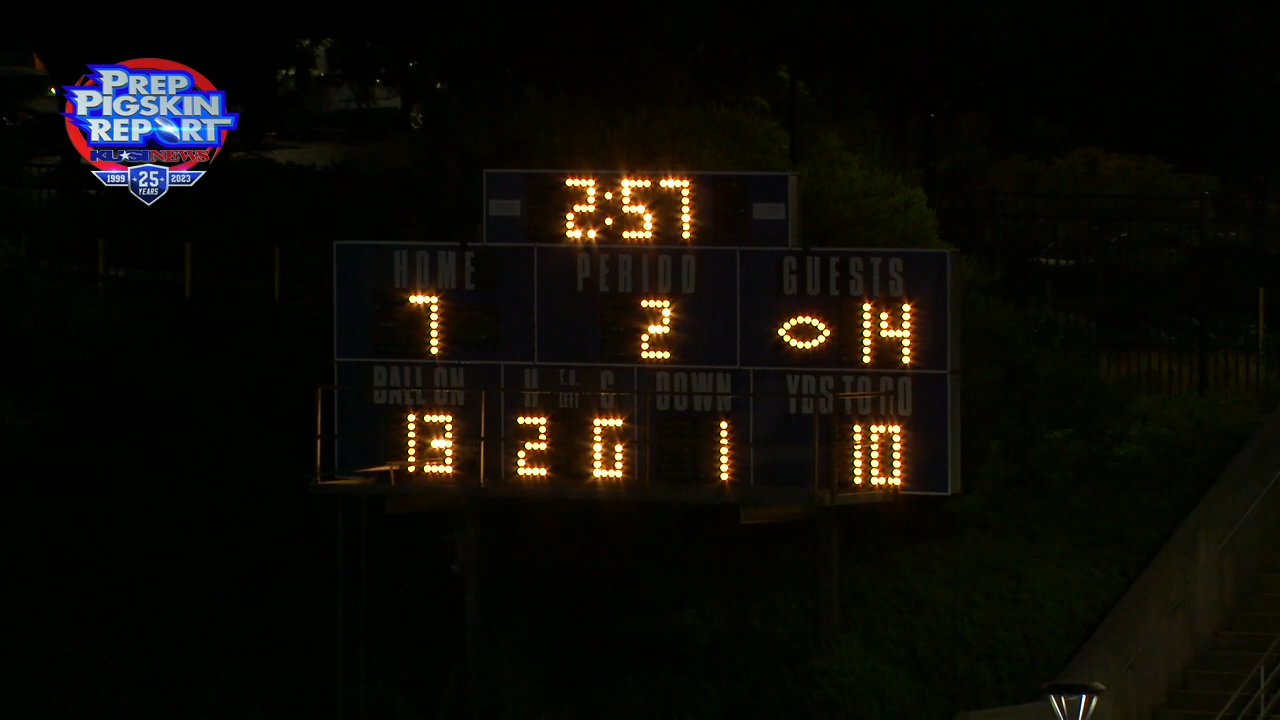 PREP
PIGSKIN
REPORT
KUSI NEWS
1999 25 2023
YEARS
2:57
HOME PERIOD GUESTS
7 2 14
BALL ON H T.O. LEFT G DOWN YDS TO GO
13 2 1 10